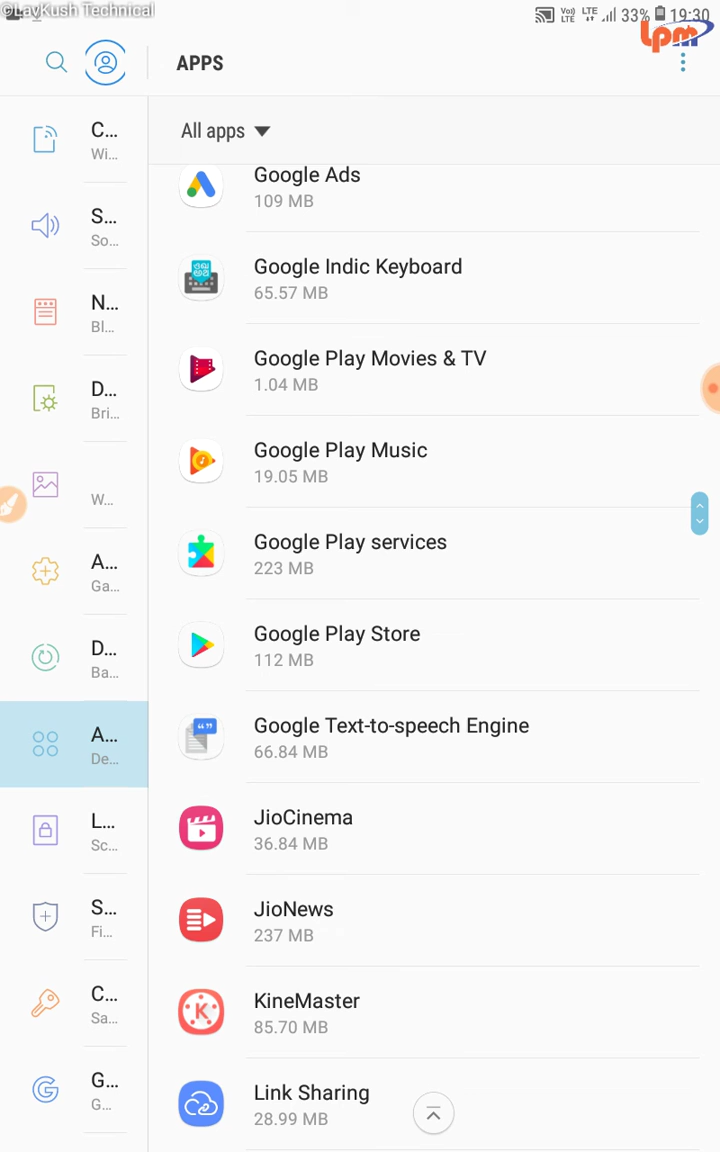 ©LavKush Technical
VoD LTE
LTE
33%
19:30
Lpm
APPS
All apps
C...
Wi...
S...
So...
N...
Bl...
D...
Bri...
W...
A...
Ga...
D...
Ba...
A...
De...
L...
Sc...
S...
Fi...
C...
Sa...
G...
G...
Google Ads
109 MB
Google Indic Keyboard
65.57 MB
Google Play Movies & TV
1.04 MB
Google Play Music
19.05 MB
Google Play services
223 MB
Google Play Store
112 MB
Google Text-to-speech Engine
66.84 MB
JioCinema
36.84 MB
JioNews
237 MB
KineMaster
85.70 MB
Link Sharing
28.99 MB